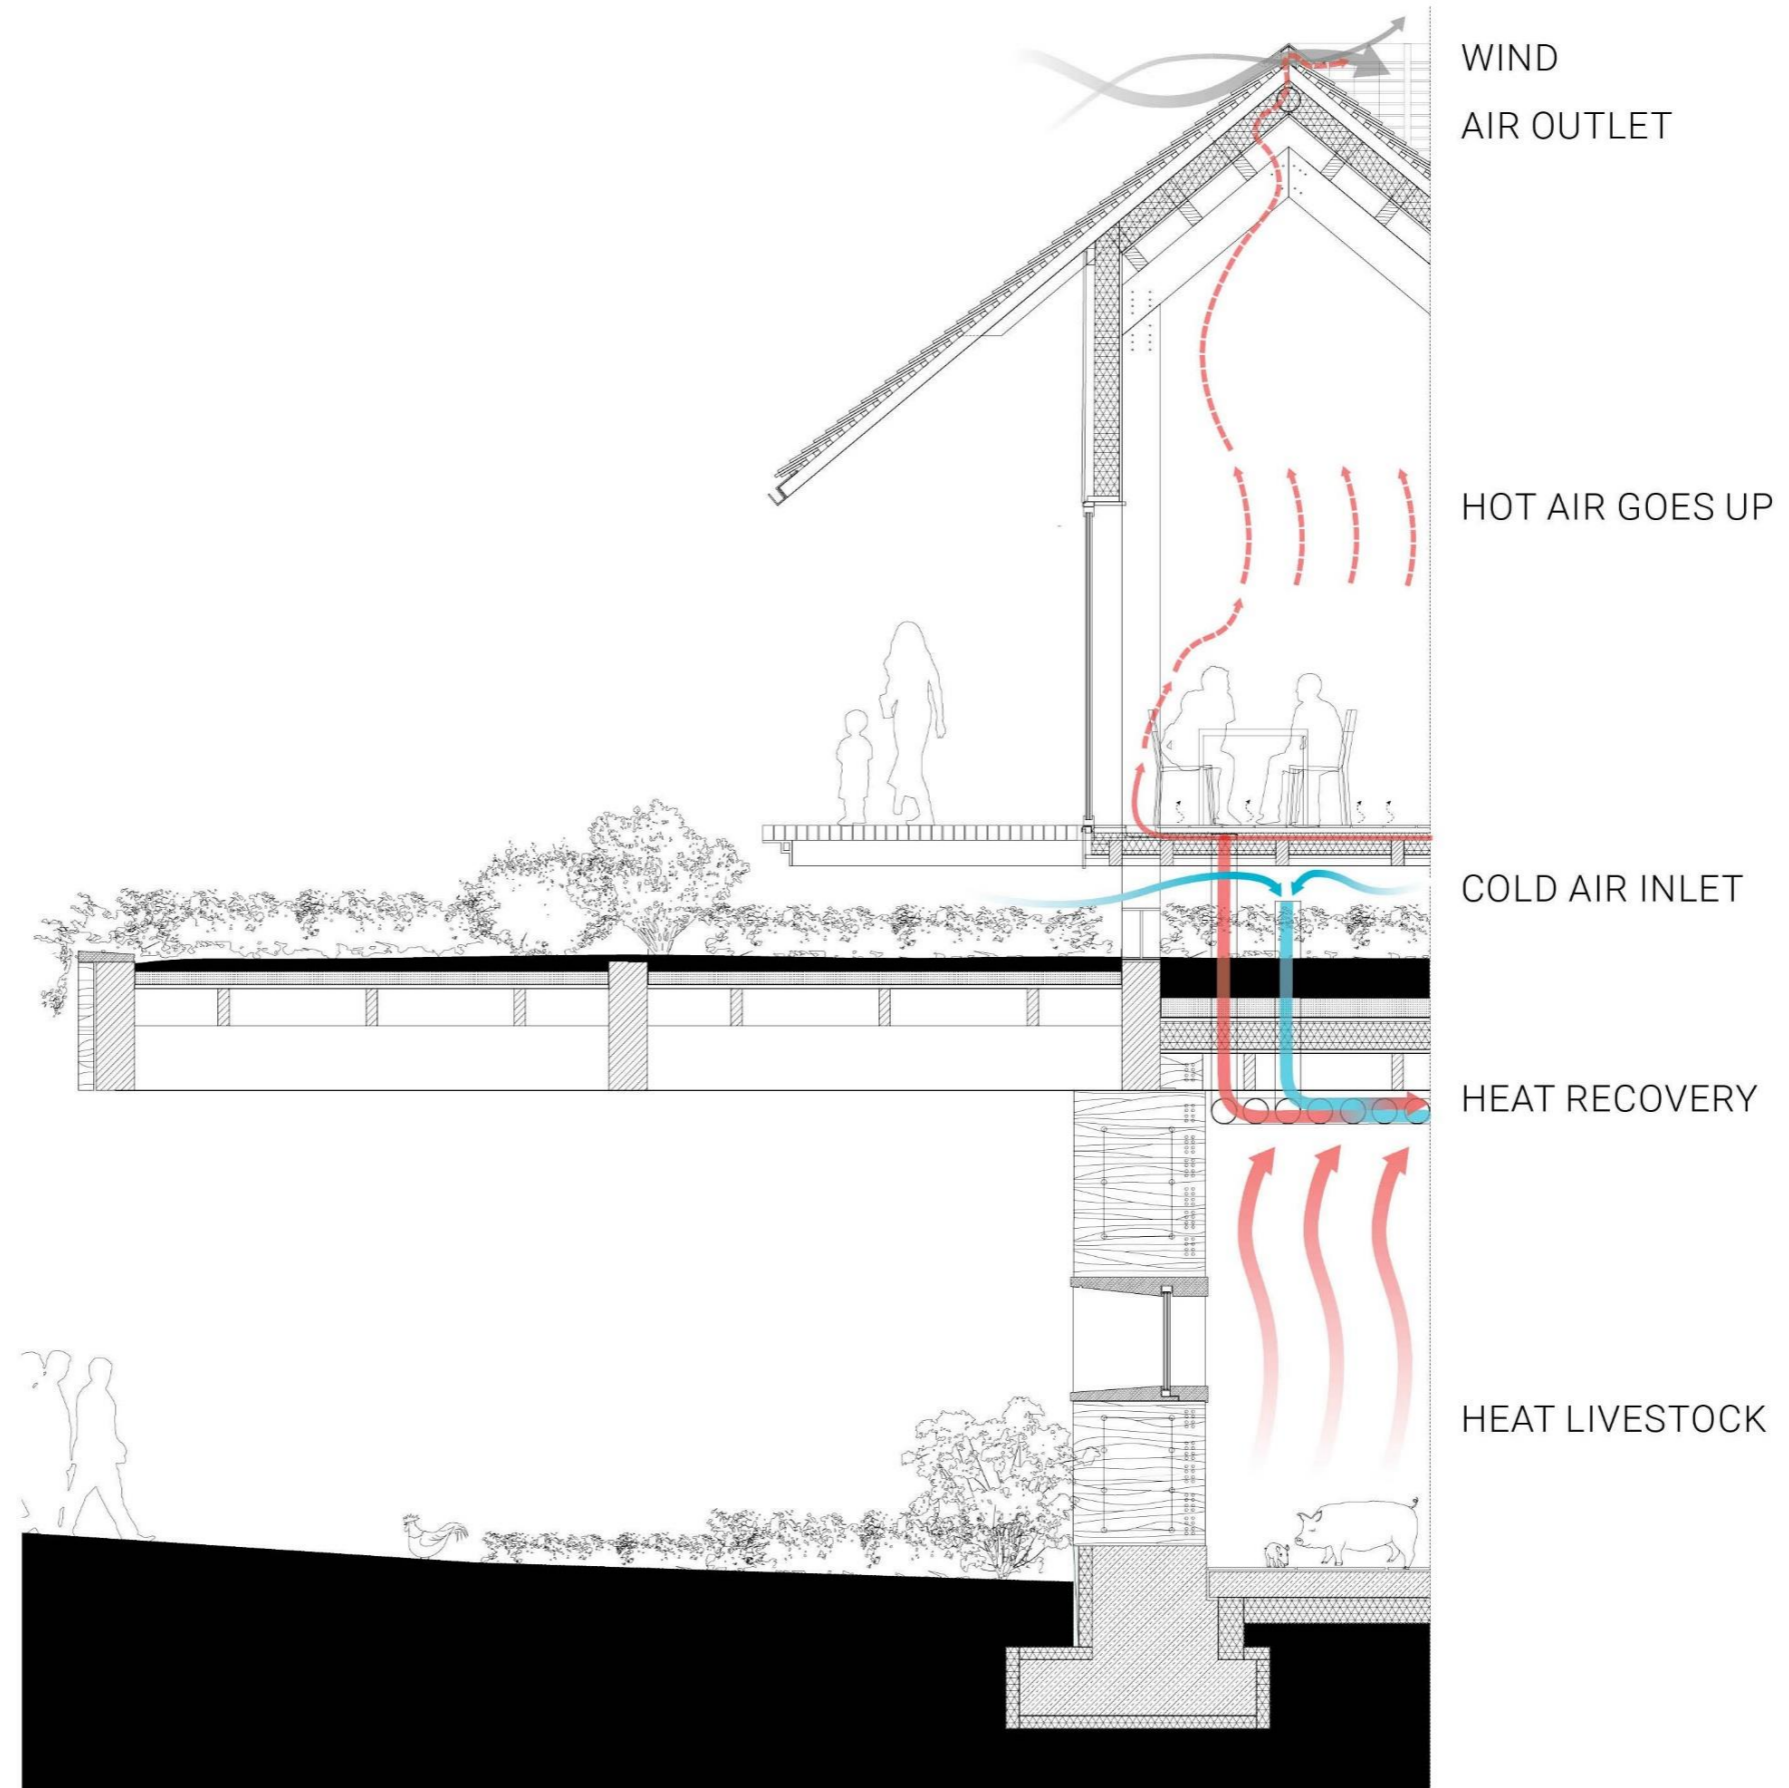 WIND
AIR OUTLET
HOT AIR GOES UP
COLD AIR INLET
HEAT RECOVERY
HEAT LIVESTOCK